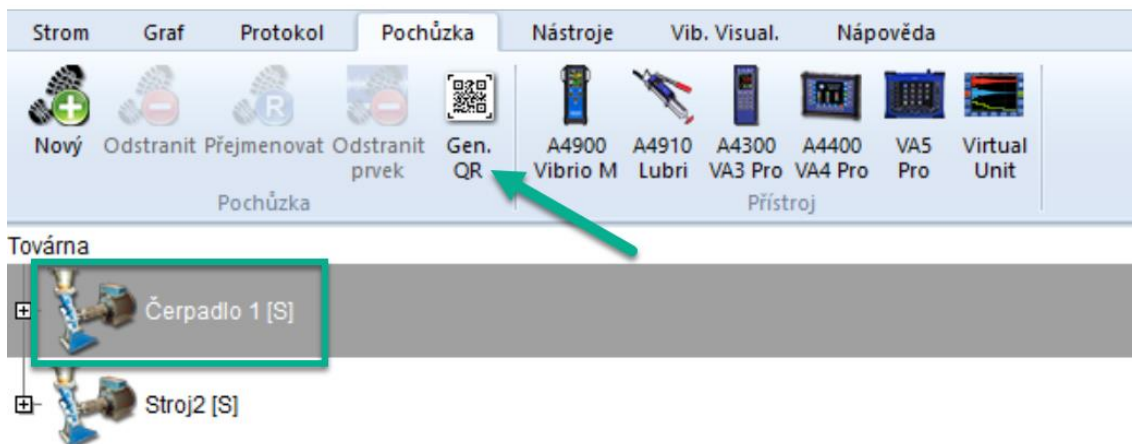 Strom Graf Protokol Pochůzka Nástroje Vib. Visual. Nápověda
Nový Odstranit Přejmenovat Odstranit Gen. A4900 A4910 A4300 A4400 VA5 Virtual
prvek QR Vibrio M Lubri VA3 Pro VA4 Pro Pro Unit
Pochůzka Přístroj
Továrna
Čerpadlo 1 [S]
Stroj2 [S]